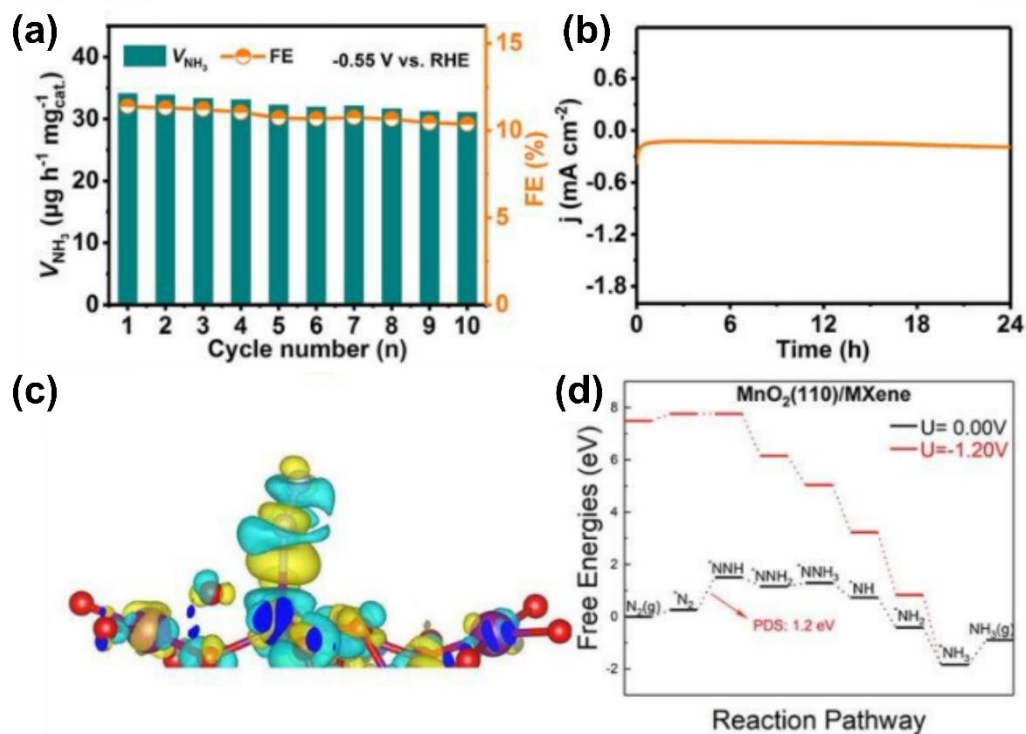 (a)
V_NH₃ FE -0.55 V vs. RHE
V_NH₃ (µg h⁻¹ mg⁻¹cat.)
40
30
20
10
0
1 2 3 4 5 6 7 8 9 10
Cycle number (n)
15
10
5
0
FE (%)
(b)
j (mA cm⁻²)
0.6
0.0
-0.6
-1.2
-1.8
0 6 12 18 24
Time (h)
(c)
(d)
MnO₂(110)/MXene
U= 0.00V
U=-1.20V
Free Energies (eV)
8
6
4
2
0
-2
N₂(g)
*N₂
*NNH
*NNH₂
*NNH₃
*NH
*NH₂
*NH₃
NH₃(g)
PDS: 1.2 eV
Reaction Pathway